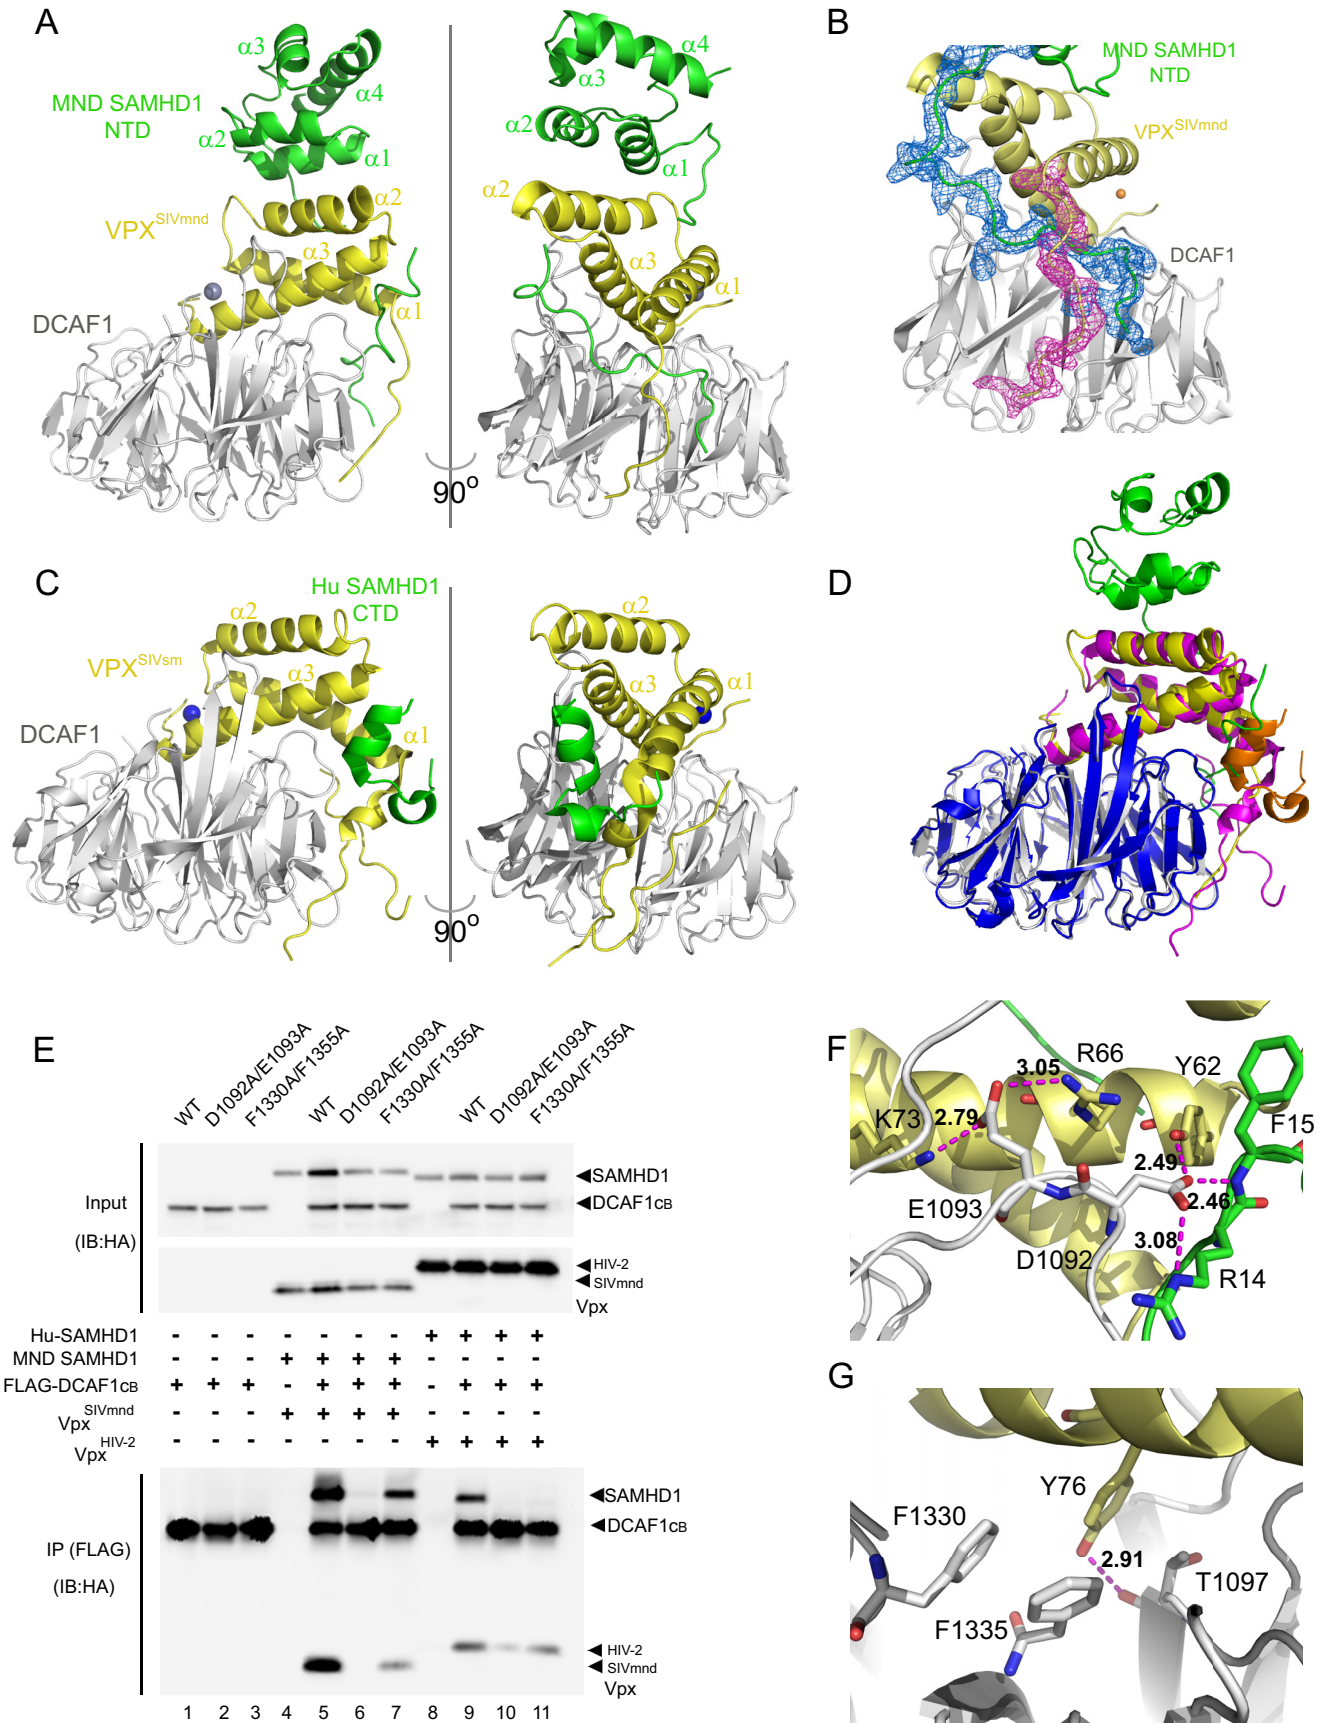 A
α3
α4
MND SAMHD1
NTD
α2
α1
α2
VPX^SIVmnd
α3
DCAF1
α1
α4
α3
α2
α1
α2
α3
α1
90°
B
MND SAMHD1
NTD
VPX^SIVmnd
DCAF1
C
Hu SAMHD1
CTD
α2
VPX^SIVsm
α3
DCAF1
α1
α2
α3
α1
90°
D
E
WT
D1092A/E1093A
F1330A/F1355A
WT
D1092A/E1093A
F1330A/F1355A
WT
D1092A/E1093A
F1330A/F1355A
Input
(IB:HA)
◄SAMHD1
◄DCAF1CB
◄HIV-2
◄SIVmnd
Vpx
Hu-SAMHD1 - - - - - - - + + + +
MND SAMHD1 - - - + + + + - - - -
FLAG-DCAF1CB + + + - + + + - + + +
Vpx^SIVmnd - - - + + + + - - - -
Vpx^HIV-2 - - - - - - - + + + +
IP (FLAG)
(IB:HA)
◄SAMHD1
◄DCAF1CB
◄HIV-2
◄SIVmnd
Vpx
1 2 3 4 5 6 7 8 9 10 11
F
3.05
R66
Y62
K73
2.79
F15
2.49
E1093
2.46
D1092
3.08
R14
G
Y76
F1330
2.91
T1097
F1335